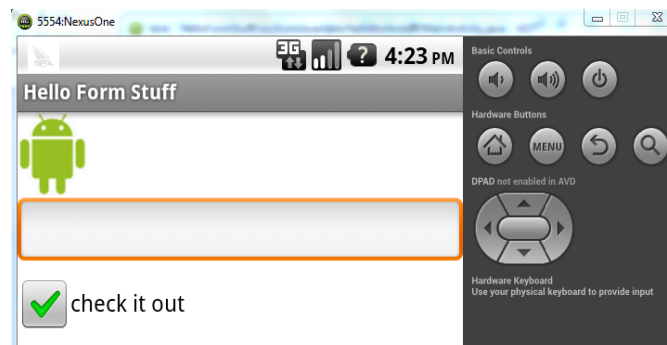 5554:NexusOne
3G 4:23 PM
Hello Form Stuff
check it out
Basic Controls
Hardware Buttons
MENU
DPAD not enabled in AVD
Hardware Keyboard
Use your physical keyboard to provide input